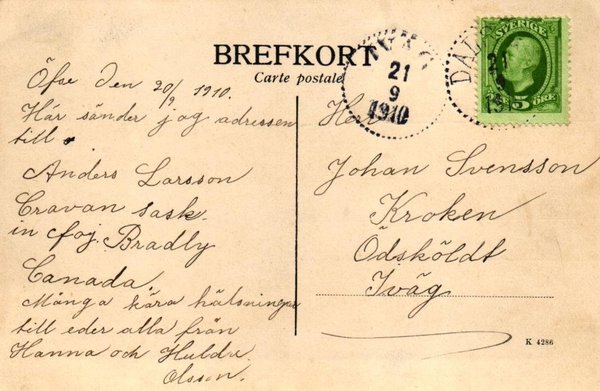 BREFKORT
Carte postale
Öfre den 20/9 1910.
Här sänder jag adressen
till
Anders Larsson
Cravan Sask.
in
Bradly
Canada.
Många kära hälsningar
till eder alla från
Hanna och Hulda
Olsson.
21
9
1910
SVERIGE
5 ÖRE
21
Herr
Johan Svensson
Kroken
Ödsköldt
Iväg
K 4286